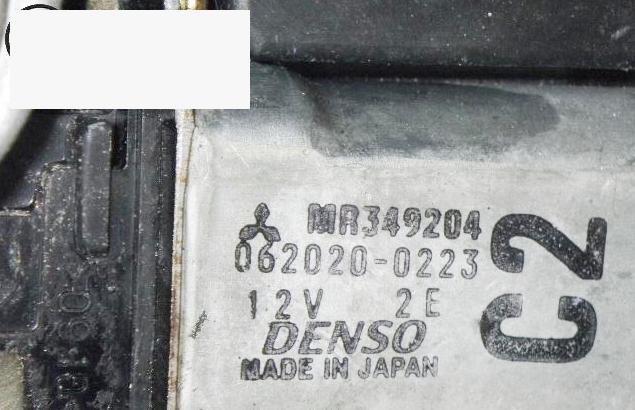 MR349204
062020-0223
12V 2E
DENSO
MADE IN JAPAN
C2